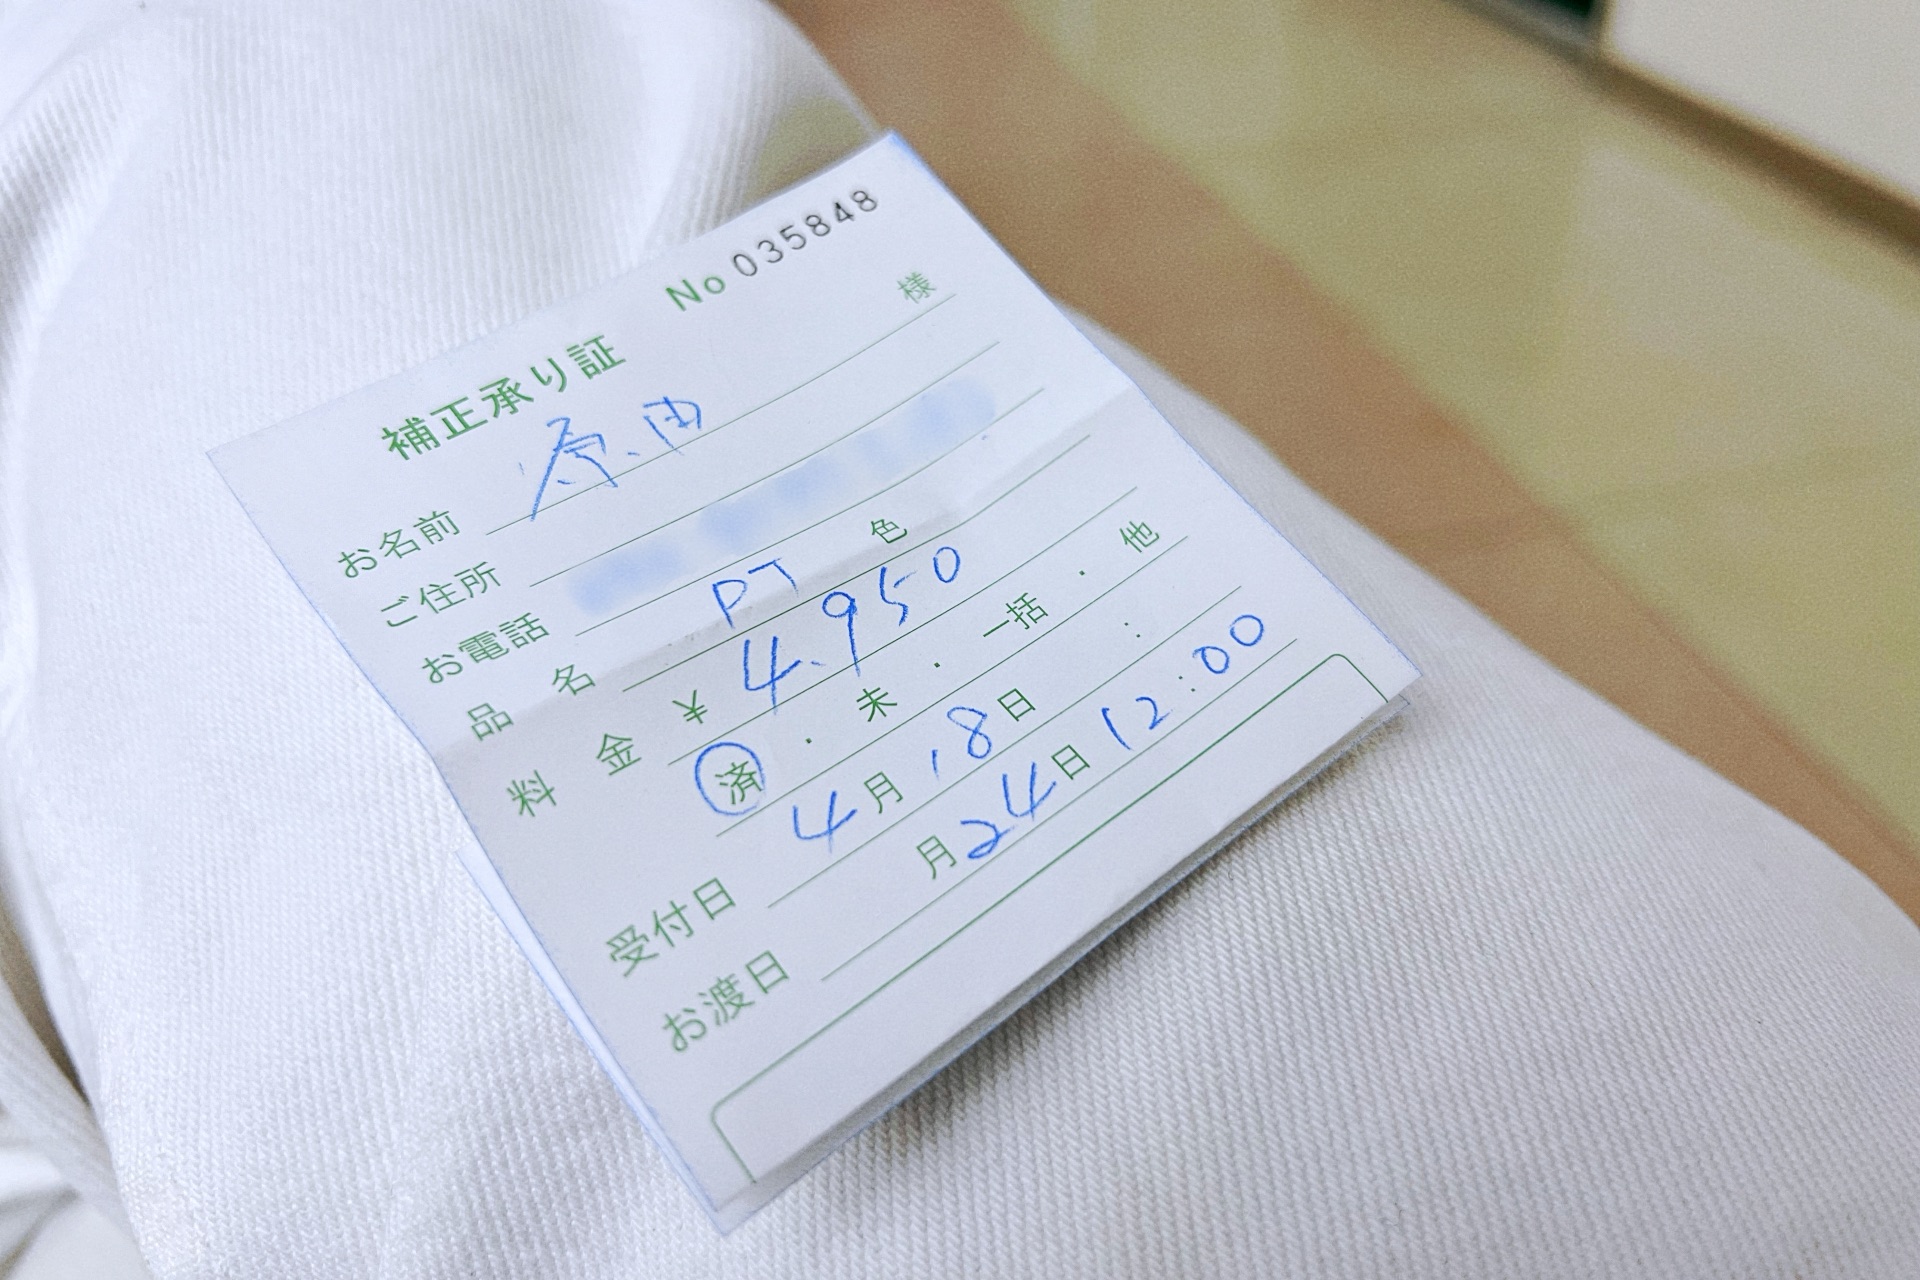 No 035848
補正承り証
お名前 原田 様
ご住所
お電話
品名 PT 色
料金 ¥ 4,950
済・未・一括・他
受付日 4月18日 :
お渡日 月24日 12:00